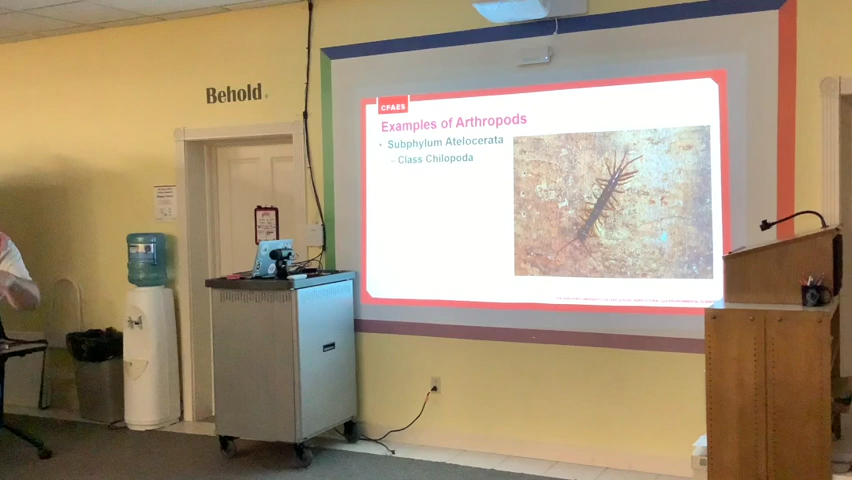 Behold.
CFAES
Examples of Arthropods
• Subphylum Atelocerata
– Class Chilopoda